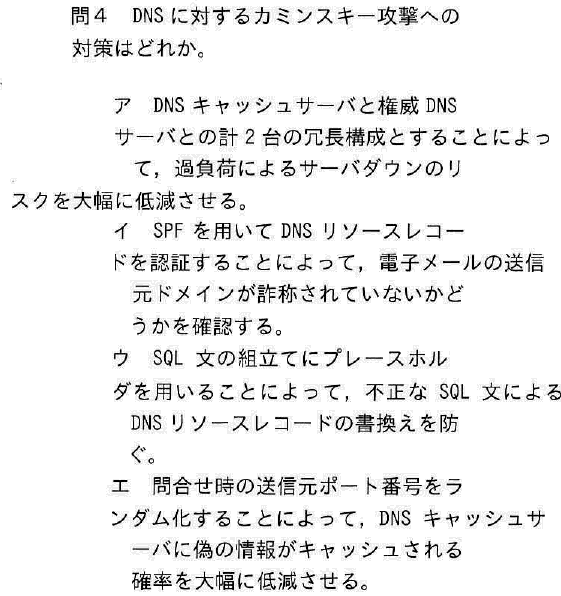 問４　DNSに対するカミンスキー攻撃への
対策はどれか。
ア　DNSキャッシュサーバと権威DNS
サーバとの計２台の冗長構成とすることによっ
て，過負荷によるサーバダウンのリ
スクを大幅に低減させる。
イ　SPFを用いてDNSリソースレコー
ドを認証することによって，電子メールの送信
元ドメインが詐称されていないかど
うかを確認する。
ウ　SQL 文の組立てにプレースホル
ダを用いることによって，不正な SQL 文による
DNSリソースレコードの書換えを防
ぐ。
エ　問合せ時の送信元ポート番号をラ
ンダム化することによって，DNS キャッシュサ
ーバに偽の情報がキャッシュされる
確率を大幅に低減させる。